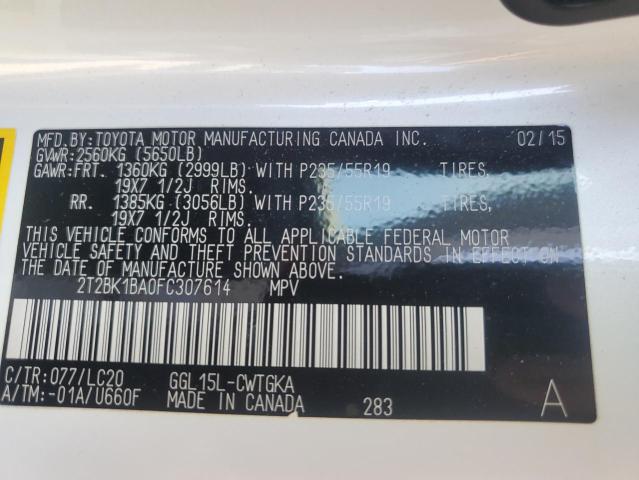 MFD.BY:TOYOTA MOTOR MANUFACTURING CANADA INC. 02/15
GVWR:2560KG (5650LB)
GAWR:FRT. 1360KG (2999LB) WITH P235/55R19 TIRES,
19X7 1/2J RIMS.
RR. 1385KG (3056LB) WITH P235/55R19 TIRES,
19X7 1/2J RIMS.
THIS VEHICLE CONFORMS TO ALL APPLICABLE FEDERAL MOTOR
VEHICLE SAFETY AND THEFT PREVENTION STANDARDS IN EFFECT ON
THE DATE OF MANUFACTURE SHOWN ABOVE.
2T2BK1BA0FC307614 MPV
C/TR:077/LC20 GGL15L-CWTGKA
A/TM:-01A/U660F MADE IN CANADA 283 A